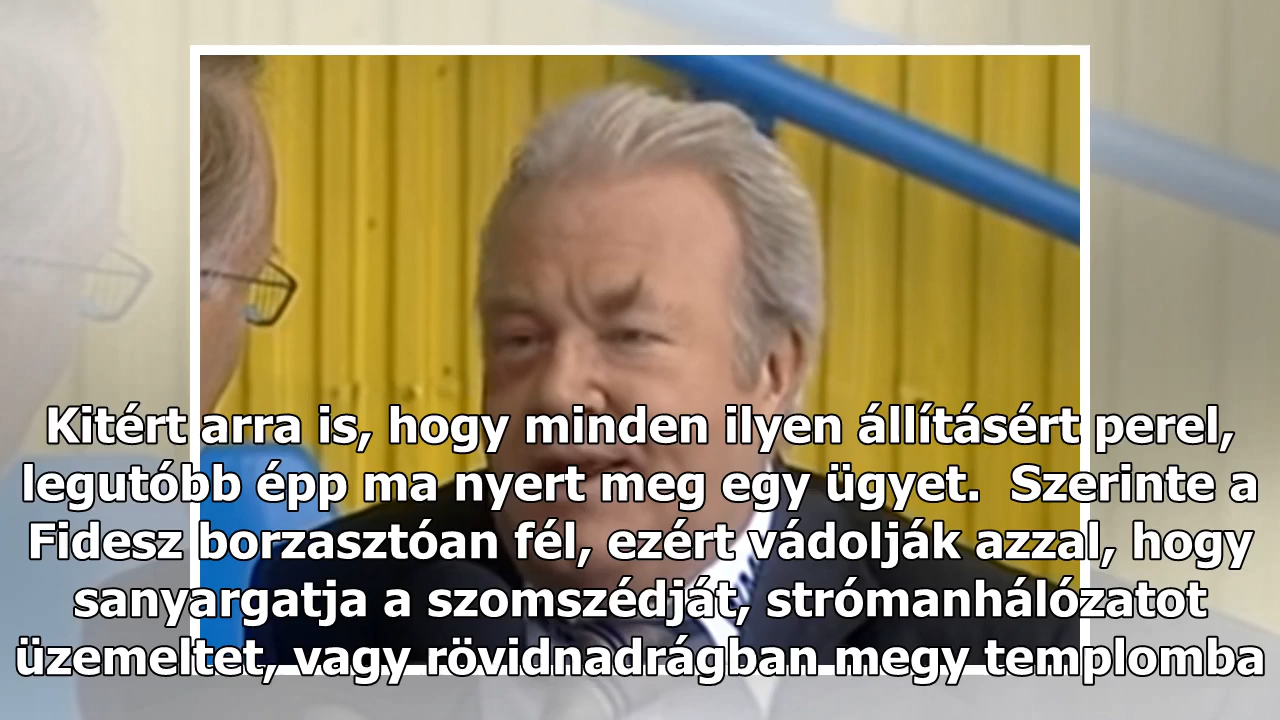 Kitért arra is, hogy minden ilyen állításért perel,
legutóbb épp ma nyert meg egy ügyet.  Szerinte a
Fidesz borzasztóan fél, ezért vádolják azzal, hogy
sanyargatja a szomszédját, strómanhálózatot
üzemeltet, vagy rövidnadrágban megy templomba